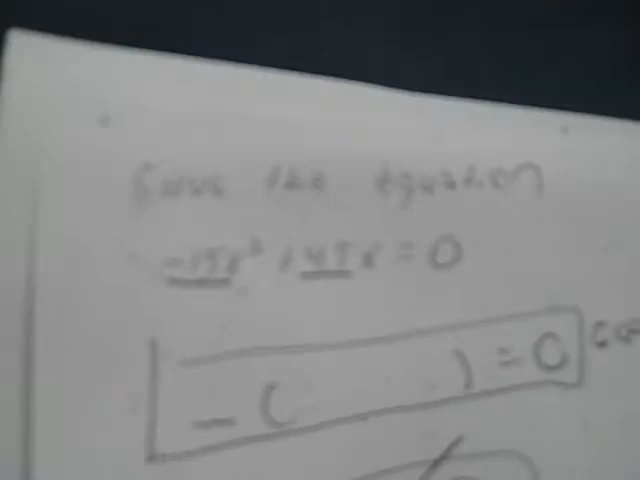 Solve the equation
-15x² + 45x = 0
_ (        ) = 0